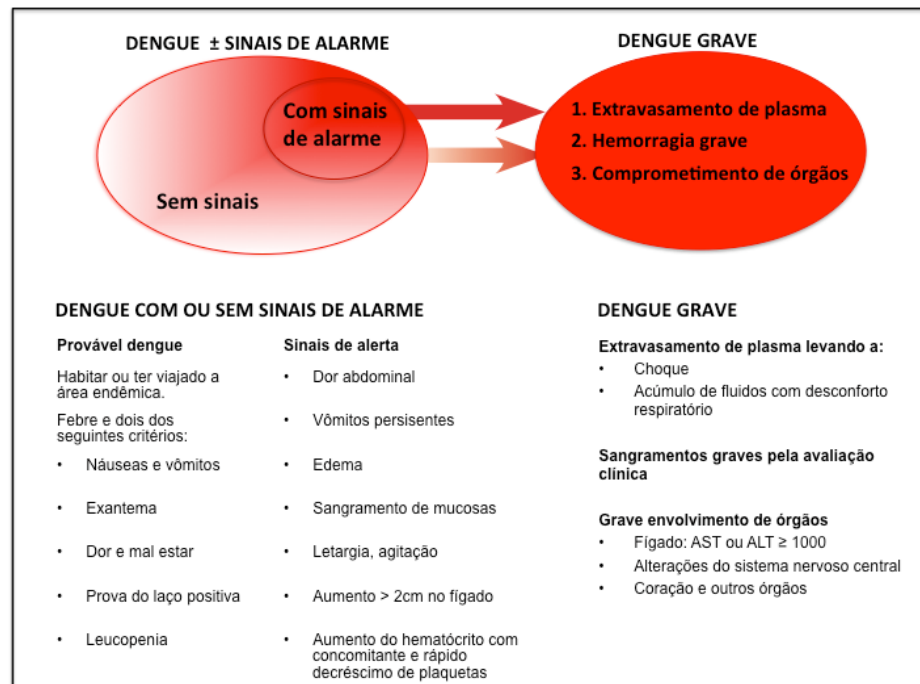 DENGUE ± SINAIS DE ALARME
DENGUE GRAVE
Com sinais
de alarme
Sem sinais
1. Extravasamento de plasma
2. Hemorragia grave
3. Comprometimento de órgãos
DENGUE COM OU SEM SINAIS DE ALARME
Provável dengue
Habitar ou ter viajado a
área endêmica.
Febre e dois dos
seguintes critérios:
• Náuseas e vômitos
• Exantema
• Dor e mal estar
• Prova do laço positiva
• Leucopenia
Sinais de alerta
• Dor abdominal
• Vômitos persisentes
• Edema
• Sangramento de mucosas
• Letargia, agitação
• Aumento > 2cm no fígado
• Aumento do hematócrito com
concomitante e rápido
decréscimo de plaquetas
DENGUE GRAVE
Extravasamento de plasma levando a:
• Choque
• Acúmulo de fluidos com desconforto
respiratório
Sangramentos graves pela avaliação
clínica
Grave envolvimento de órgãos
• Fígado: AST ou ALT ≥ 1000
• Alterações do sistema nervoso central
• Coração e outros órgãos